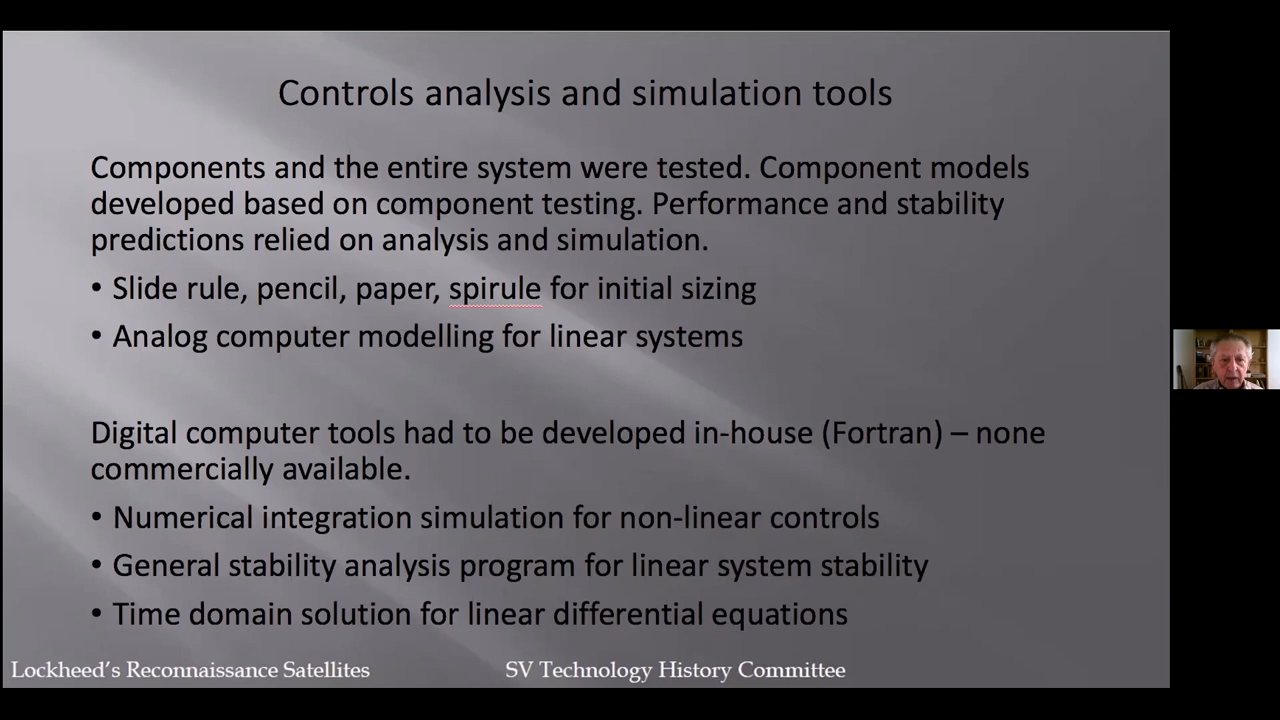 Controls analysis and simulation tools
Components and the entire system were tested. Component models
developed based on component testing. Performance and stability
predictions relied on analysis and simulation.
• Slide rule, pencil, paper, spirule for initial sizing
• Analog computer modelling for linear systems
Digital computer tools had to be developed in-house (Fortran) – none
commercially available.
• Numerical integration simulation for non-linear controls
• General stability analysis program for linear system stability
• Time domain solution for linear differential equations
Lockheed’s Reconnaissance Satellites
SV Technology History Committee